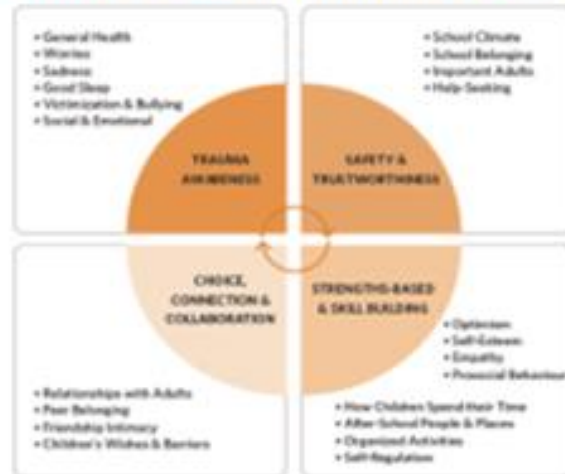 • General Health
• Worries
• Sadness
• Good Sleep
• Victimization & Bullying
• Social & Emotional
• School Climate
• School Belonging
• Important Adults
• Help-Seeking
TRAUMA
AWARENESS
SAFETY &
TRUSTWORTHINESS
CHOICE,
CONNECTION &
COLLABORATION
STRENGTHS-BASED
& SKILL BUILDING
• Optimism
• Self-Esteem
• Empathy
• Prosocial Behaviour
• Relationships with Adults
• Peer Belonging
• Friendship Intimacy
• Children's Wishes & Barriers
• How Children Spend their Time
• After-School People & Places
• Organized Activities
• Self-Regulation